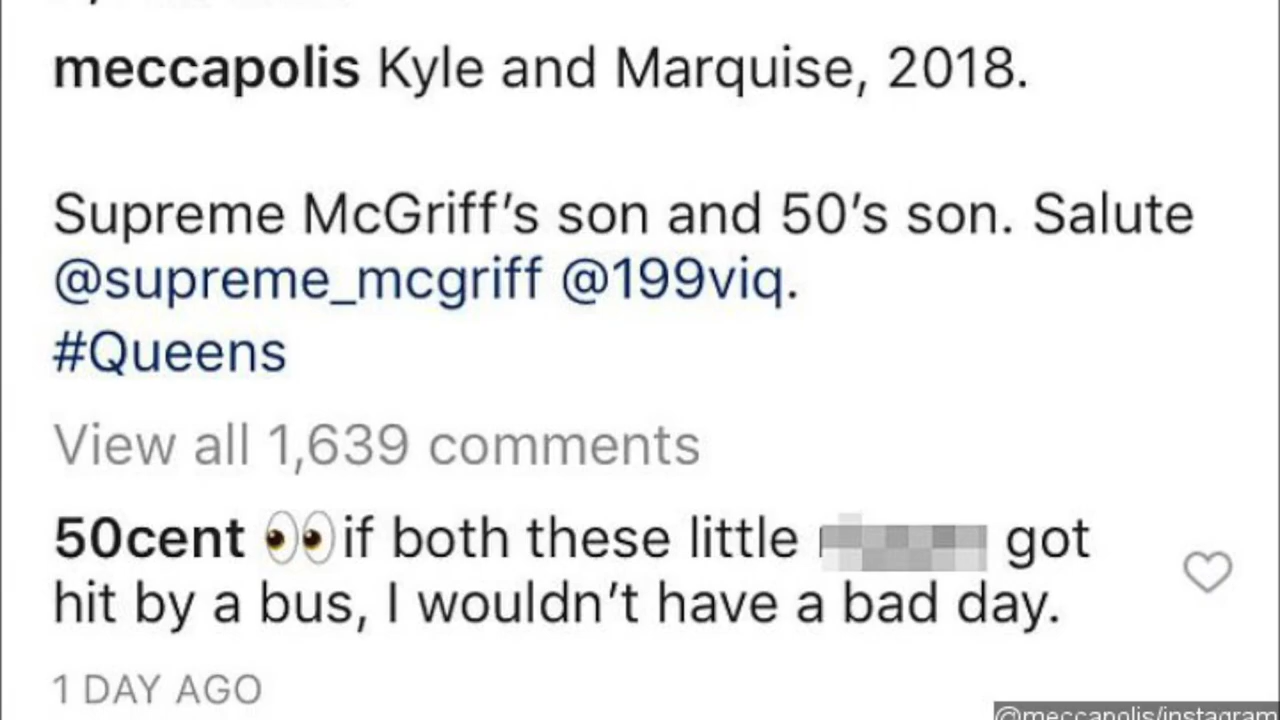 meccapolis Kyle and Marquise, 2018.
Supreme McGriff’s son and 50’s son. Salute
@supreme_mcgriff @199viq.
#Queens
View all 1,639 comments
50cent 👀if both these little got
hit by a bus, I wouldn’t have a bad day.
1 DAY AGO
@meccapolis/instagram